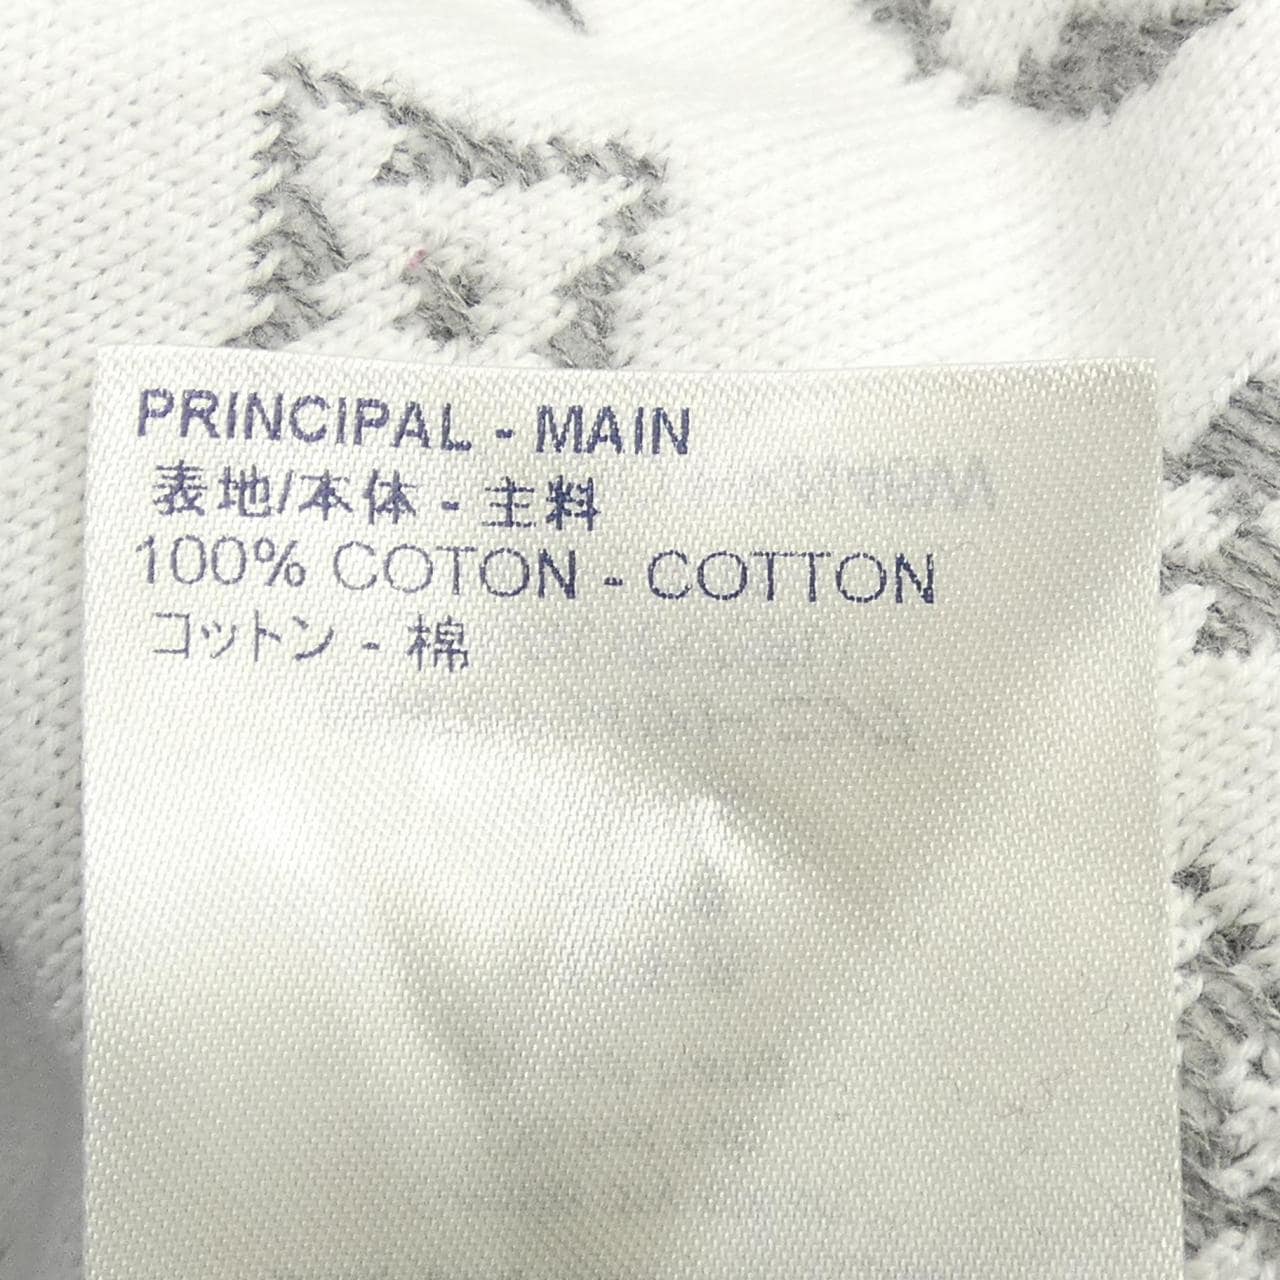 PRINCIPAL - MAIN
表地/本体 - 主料
100% COTON - COTTON
コットン - 棉